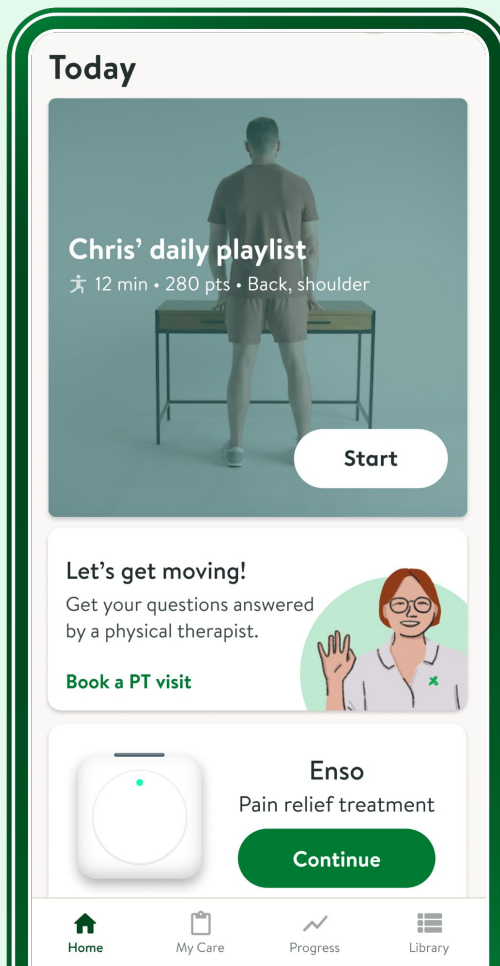 Today
Chris’ daily playlist
12 min • 280 pts • Back, shoulder
Start
Let’s get moving!
Get your questions answered
by a physical therapist.
Book a PT visit
Enso
Pain relief treatment
Continue
Home
My Care
Progress
Library